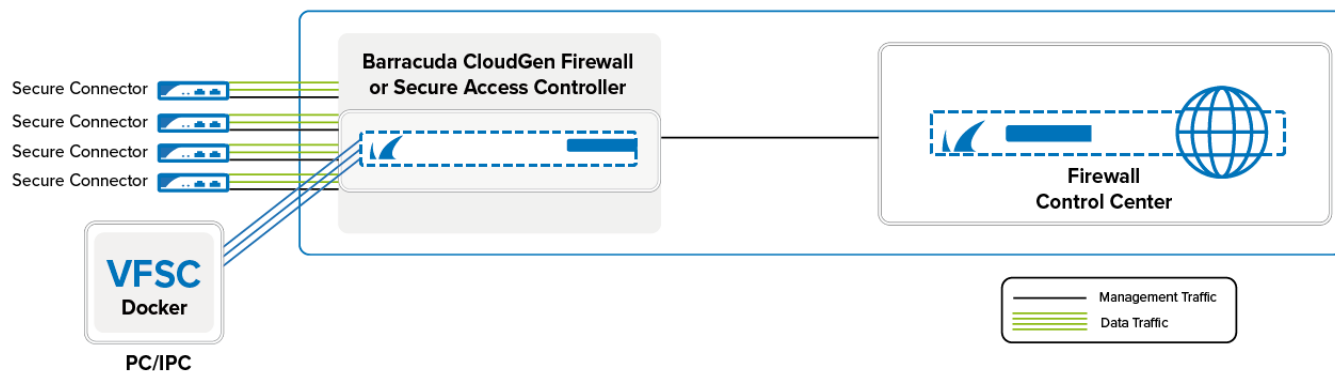 Barracuda CloudGen Firewall
or Secure Access Controller
Secure Connector
Secure Connector
Secure Connector
Secure Connector
Firewall
Control Center
VFSC
Docker
PC/IPC
Management Traffic
Data Traffic